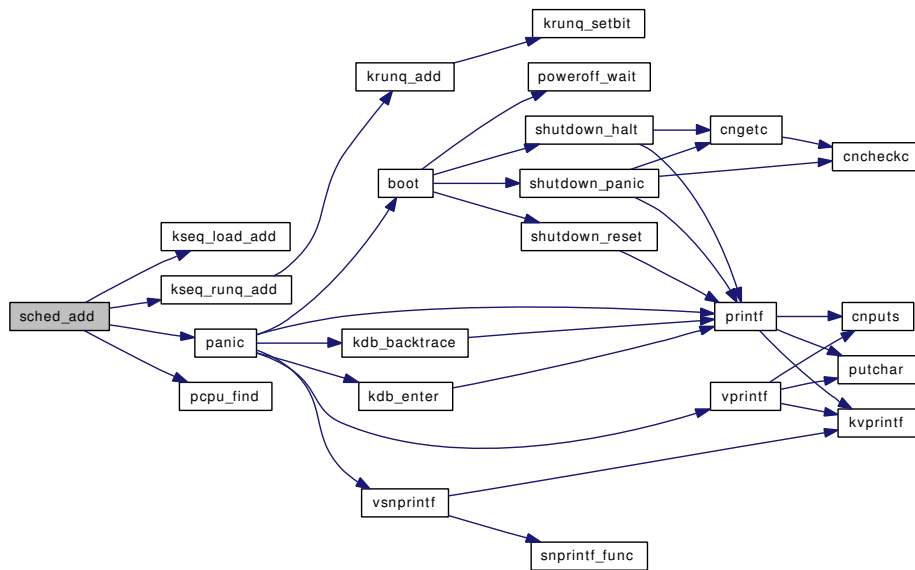 krunq_setbit
krunq_add
poweroff_wait
shutdown_halt
cngetc
cncheckc
boot
shutdown_panic
kseq_load_add
shutdown_reset
kseq_runq_add
sched_add
printf
cnputs
panic
kdb_backtrace
putchar
pcpu_find
kdb_enter
vprintf
kvprintf
vsnprintf
snprintf_func